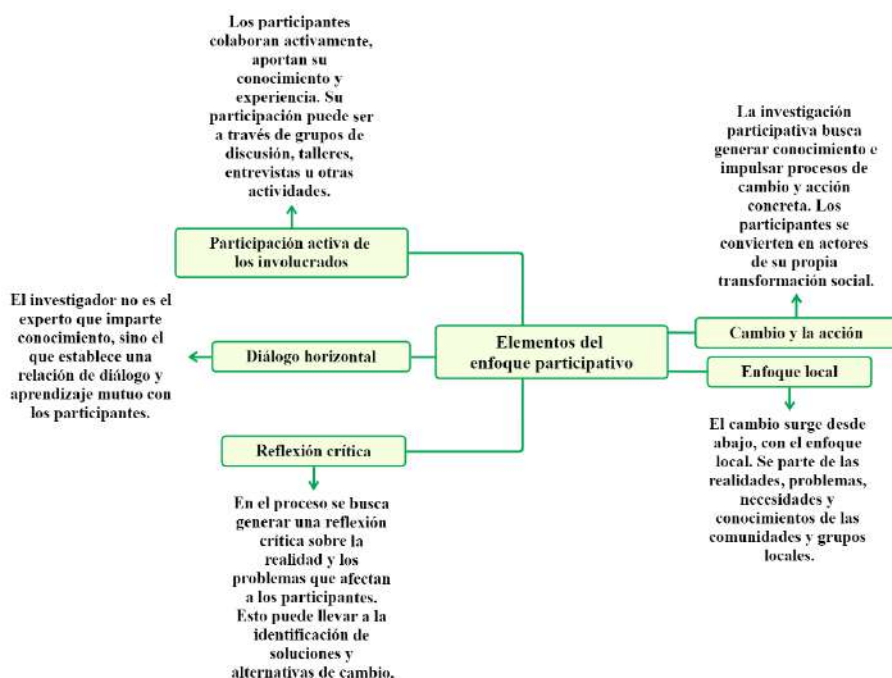 Los participantes
colaboran activamente,
aportan su
conocimiento y
experiencia. Su
participación puede ser
a través de grupos de
discusión, talleres,
entrevistas u otras
actividades.
Participación activa de
los involucrados
El investigador no es el
experto que imparte
conocimiento, sino el
que establece una
relación de diálogo y
aprendizaje mutuo con
los participantes.
Diálogo horizontal
Reflexión crítica
En el proceso se busca
generar una reflexión
crítica sobre la
realidad y los
problemas que afectan
a los participantes.
Esto puede llevar a la
identificación de
soluciones y
alternativas de cambio.
Elementos del
enfoque participativo
La investigación
participativa busca
generar conocimiento e
impulsar procesos de
cambio y acción
concreta. Los
participantes se
convierten en actores
de su propia
transformación social.
Cambio y la acción
Enfoque local
El cambio surge desde
abajo, con el enfoque
local. Se parte de las
realidades, problemas,
necesidades y
conocimientos de las
comunidades y grupos
locales.